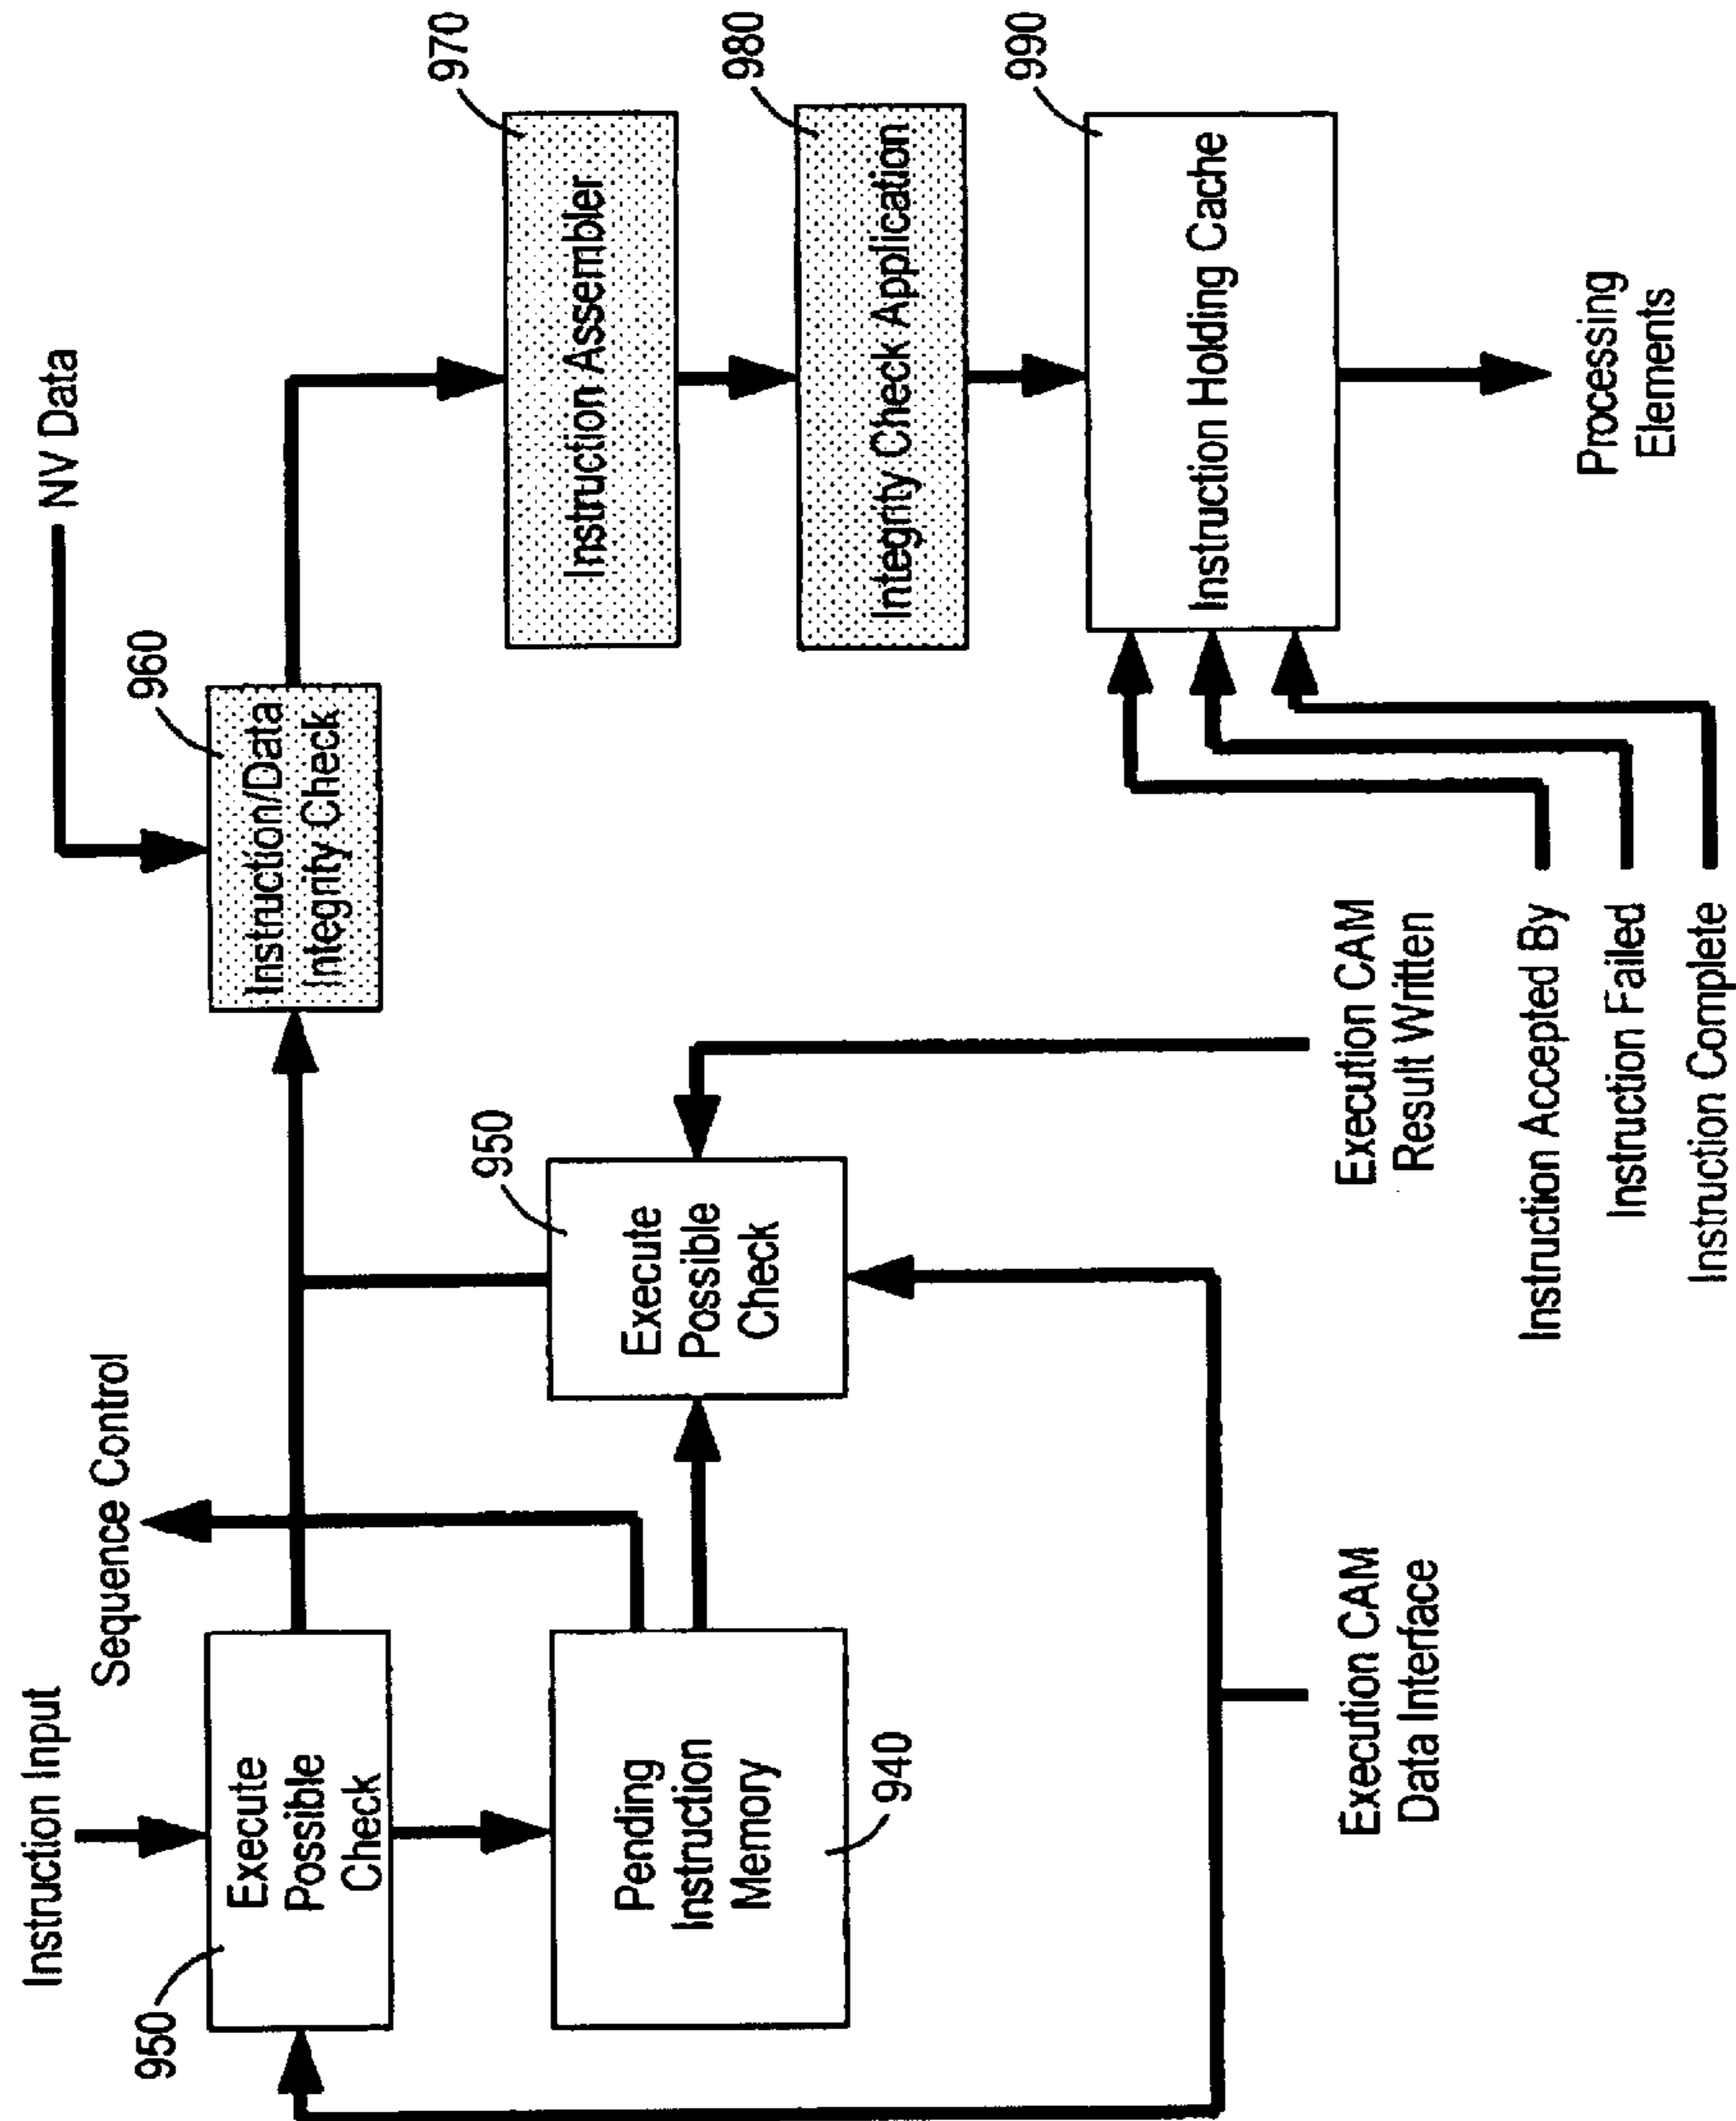 Instruction Input
Sequence Control
NV Data
950
Execute
Possible
Check
960
Instruction/Data
Integrity Check
970
Instruction Assembler
950
Execute
Possible
Check
Pending
Instruction
Memory
940
980
Integrity Check Application
990
Instruction Holding Cache
Execution CAM
Data Interface
Execution CAM
Result Written
Instruction Accepted By
Instruction Failed
Instruction Complete
Processing
Elements